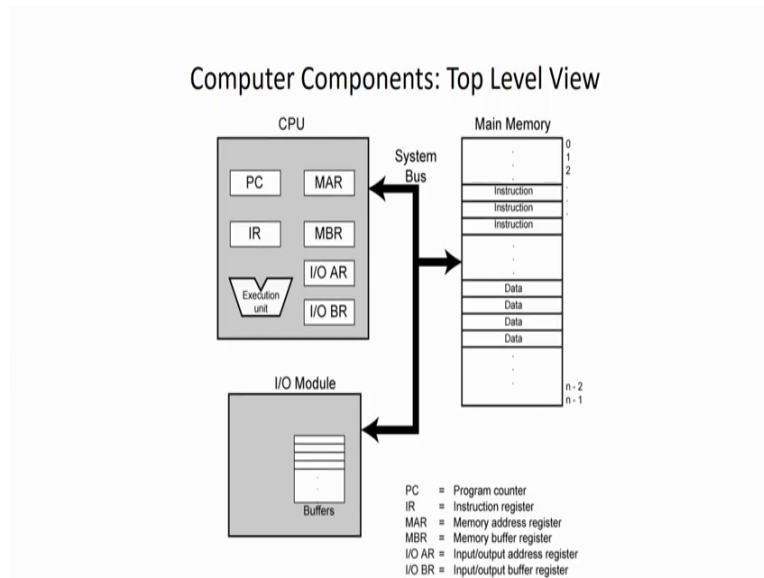 Computer Components: Top Level View
CPU
Main Memory
System
Bus
PC
MAR
IR
MBR
I/O AR
Execution
unit
I/O BR
0
1
2
.
.
.
Instruction
Instruction
Instruction
.
.
.
Data
Data
Data
Data
.
.
.
n - 2
n - 1
I/O Module
.
.
Buffers
PC = Program counter
IR = Instruction register
MAR = Memory address register
MBR = Memory buffer register
I/O AR = Input/output address register
I/O BR = Input/output buffer register